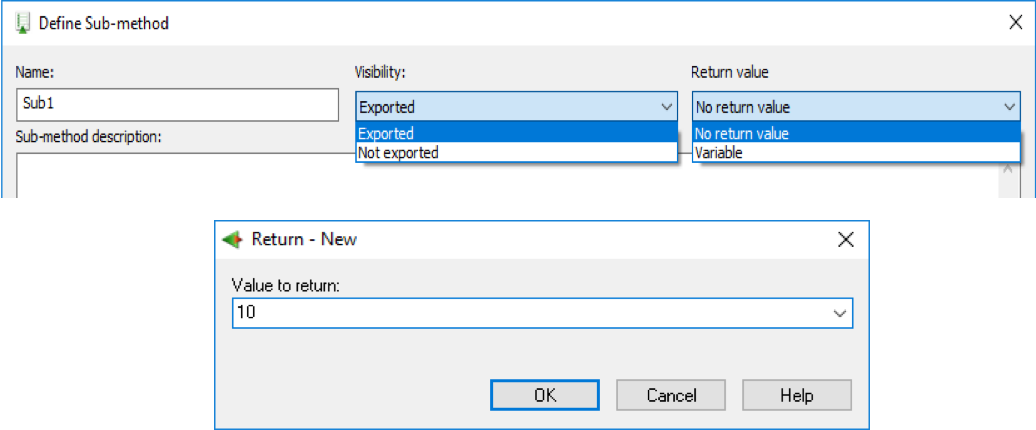 Define Sub-method
Name: Visibility: Return value
Sub1 Exported No return value
Sub-method description: Exported No return value
Not exported Variable
Return - New
Value to return:
10
OK Cancel Help